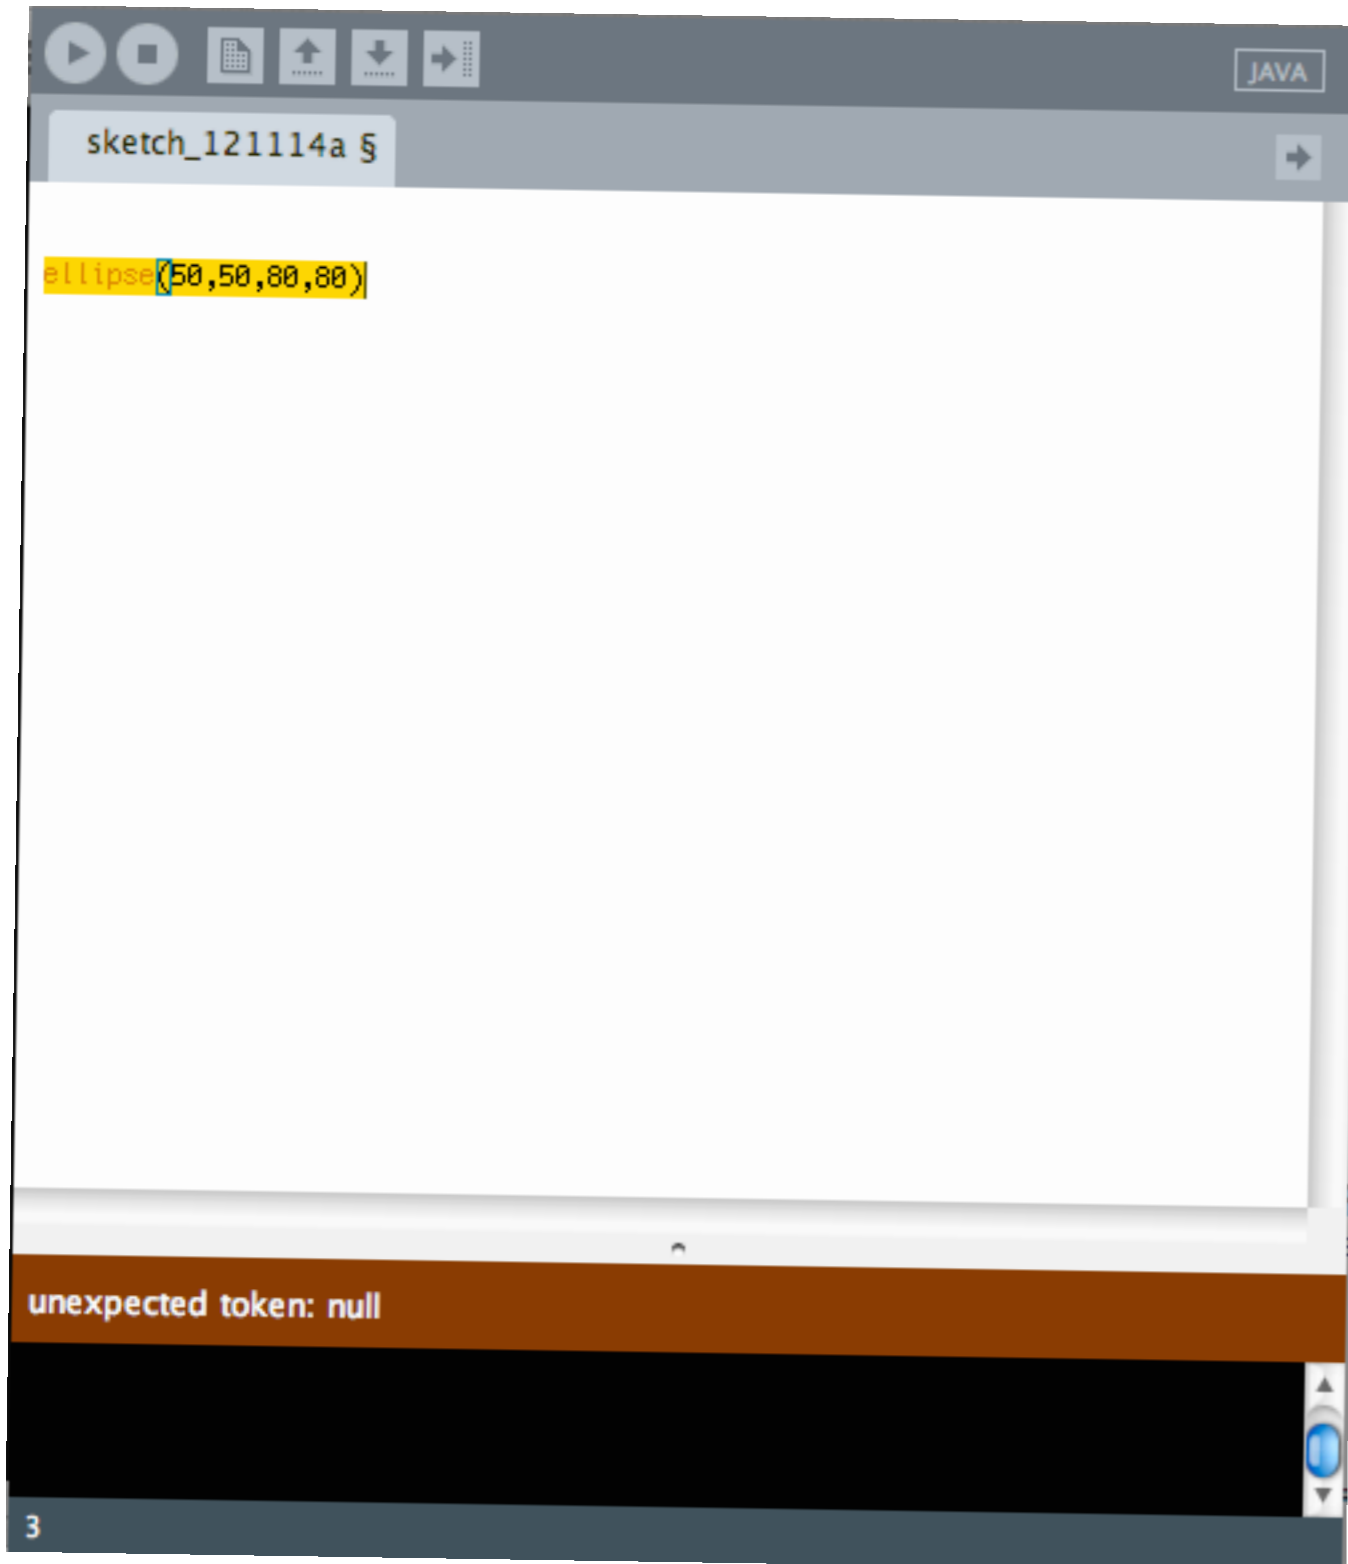 JAVA
sketch_121114a §
ellipse(50,50,80,80)
unexpected token: null
3